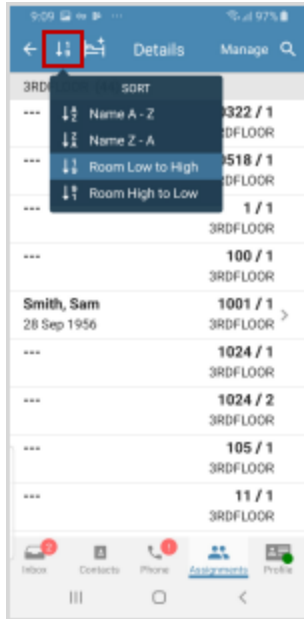 9:09 97%
Details Manage
3RD
SORT
Name A - Z
Name Z - A
Room Low to High
Room High to Low
--- 0322 / 1
RDFLOOR
--- 0518 / 1
RDFLOOR
--- 1 / 1
3RDFLOOR
--- 100 / 1
3RDFLOOR
Smith, Sam 1001 / 1
28 Sep 1956 3RDFLOOR
--- 1024 / 1
3RDFLOOR
--- 1024 / 2
3RDFLOOR
--- 105 / 1
3RDFLOOR
--- 11 / 1
3RDFLOOR
2 1
Inbox Contacts Phone Assignments Profile